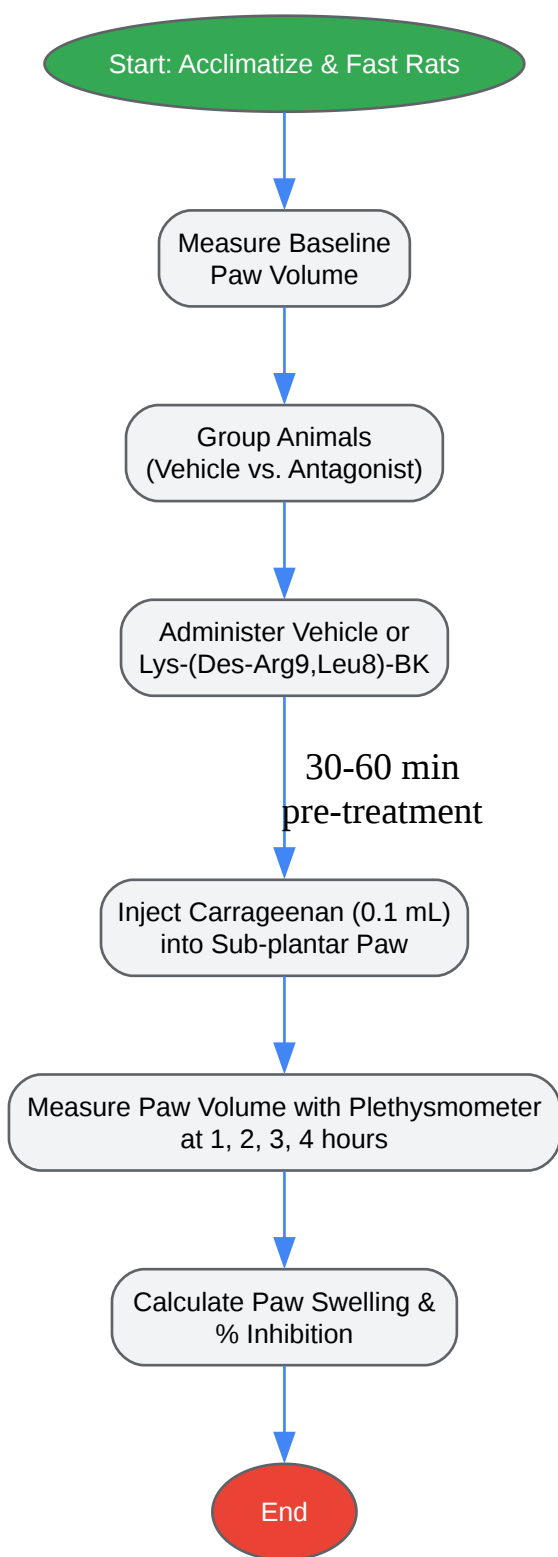 Start: Acclimatize & Fast Rats
Measure Baseline
Paw Volume
Group Animals
(Vehicle vs. Antagonist)
Administer Vehicle or
Lys-(Des-Arg9,Leu8)-BK
30-60 min
pre-treatment
Inject Carrageenan (0.1 mL)
into Sub-plantar Paw
Measure Paw Volume with Plethysmometer
at 1, 2, 3, 4 hours
Calculate Paw Swelling &
% Inhibition
End